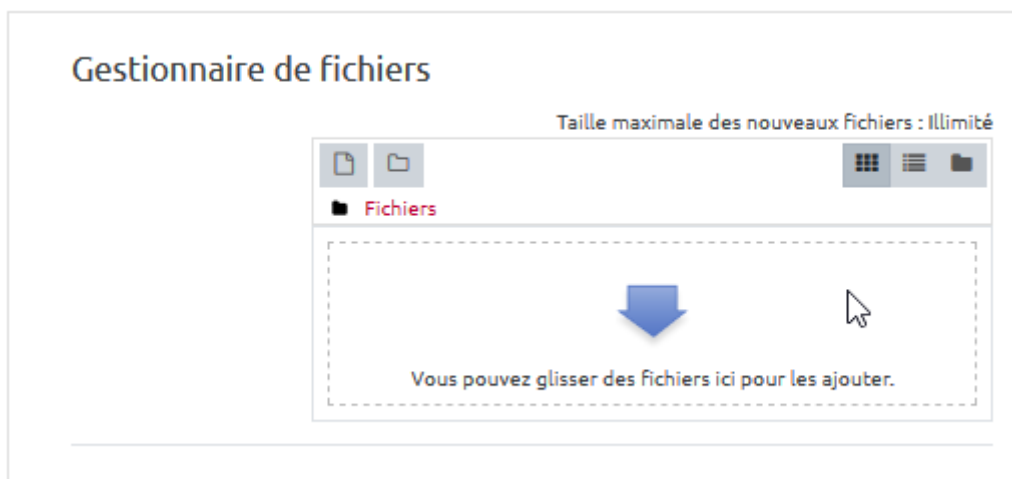 Gestionnaire de fichiers
Taille maximale des nouveaux fichiers : Illimité
Fichiers
Vous pouvez glisser des fichiers ici pour les ajouter.